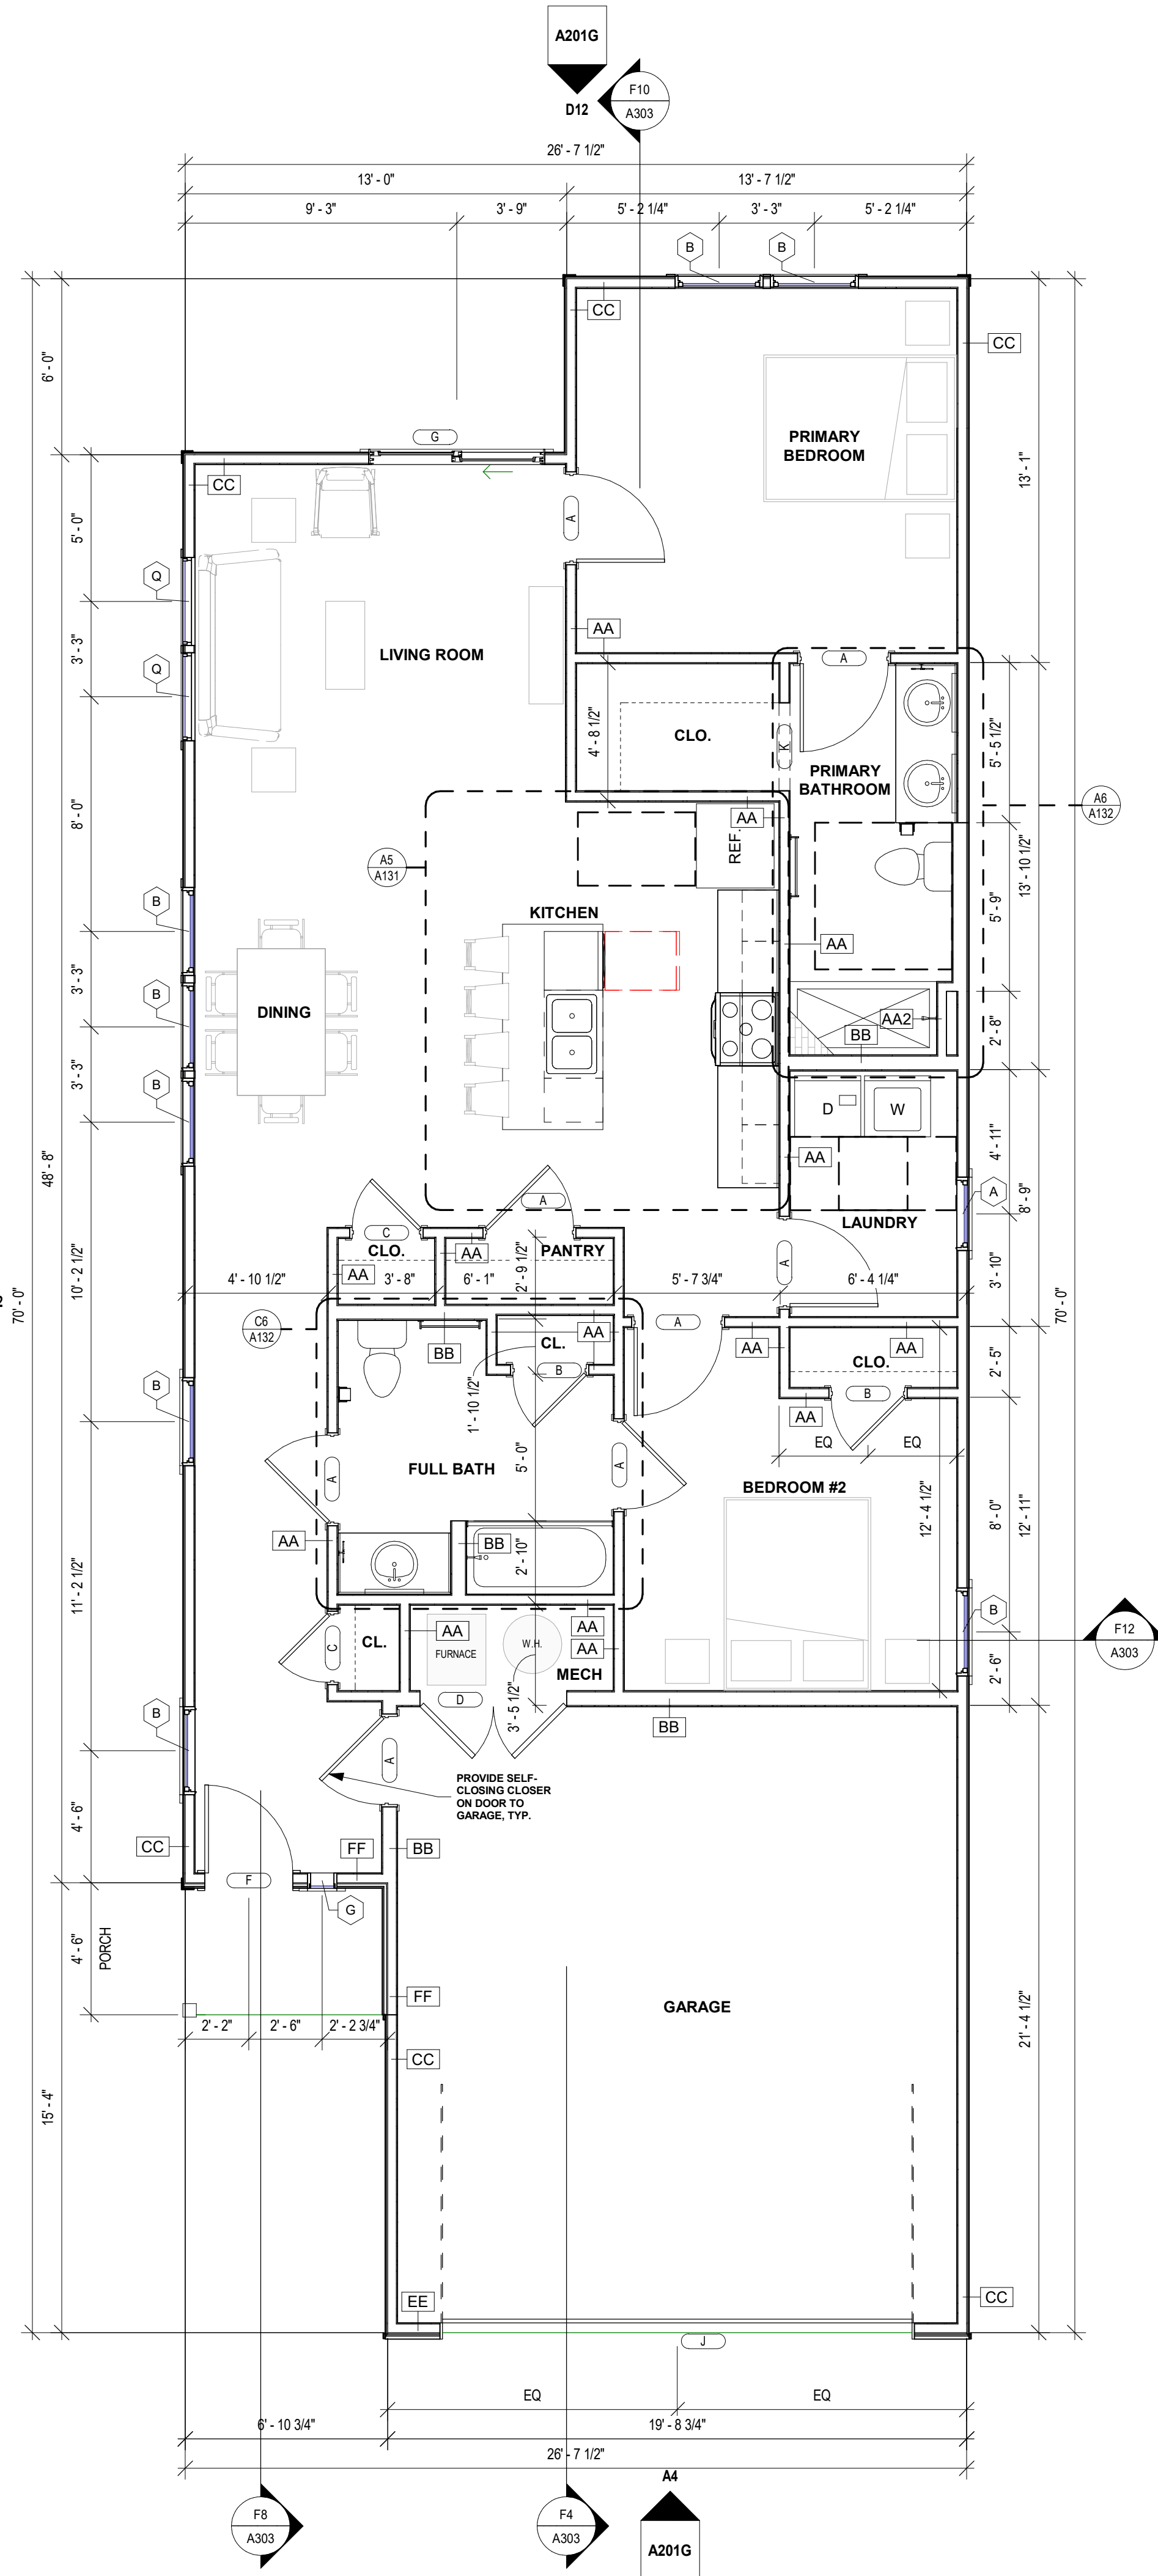 A201G
D12
F10
A303
26' - 7 1/2"
13' - 0"
13' - 7 1/2"
9' - 3"
3' - 9"
5' - 2 1/4"
3' - 3"
5' - 2 1/4"
B
B
CC
CC
6' - 0"
PRIMARY
BEDROOM
13' - 1"
G
CC
A
5' - 0"
Q
3' - 3"
Q
AA
LIVING ROOM
A
4' - 8 1/2"
CLO.
K
PRIMARY
BATHROOM
5' - 5 1/2"
8' - 0"
AA
REF.
A6
A132
A5
A131
13' - 10 1/2"
5' - 9"
B
KITCHEN
AA
3' - 3"
B
DINING
AA2
BB
2' - 8"
3' - 3"
B
D
W
48' - 8"
4' - 11"
AA
8' - 9"
A
A
LAUNDRY
C
CLO.
AA
PANTRY
AA
2' - 9 1/2"
A
3' - 10"
10' - 2 1/2"
4' - 10 1/2"
3' - 8"
6' - 1"
5' - 7 3/4"
6' - 4 1/4"
70' - 0"
70' - 0"
C6
A132
A
AA
BB
CL.
AA
AA
CLO.
2' - 5"
B
B
B
1' - 10 1/2"
AA
EQ
EQ
A
FULL BATH
5' - 0"
A
BEDROOM #2
12' - 4 1/2"
8' - 0"
12' - 11"
AA
BB
2' - 10"
11' - 2 1/2"
C
CL.
AA
FURNACE
W.H.
AA
AA
MECH
B
F12
A303
2' - 6"
D
3' - 5 1/2"
BB
B
A
PROVIDE SELF-
CLOSING CLOSER
ON DOOR TO
GARAGE, TYP.
4' - 6"
CC
FF
BB
F
G
4' - 6"
PORCH
FF
GARAGE
21' - 4 1/2"
2' - 2"
2' - 6"
2' - 2 3/4"
CC
15' - 4"
EE
CC
J
EQ
EQ
6' - 10 3/4"
19' - 8 3/4"
26' - 7 1/2"
A4
F8
A303
F4
A303
A201G